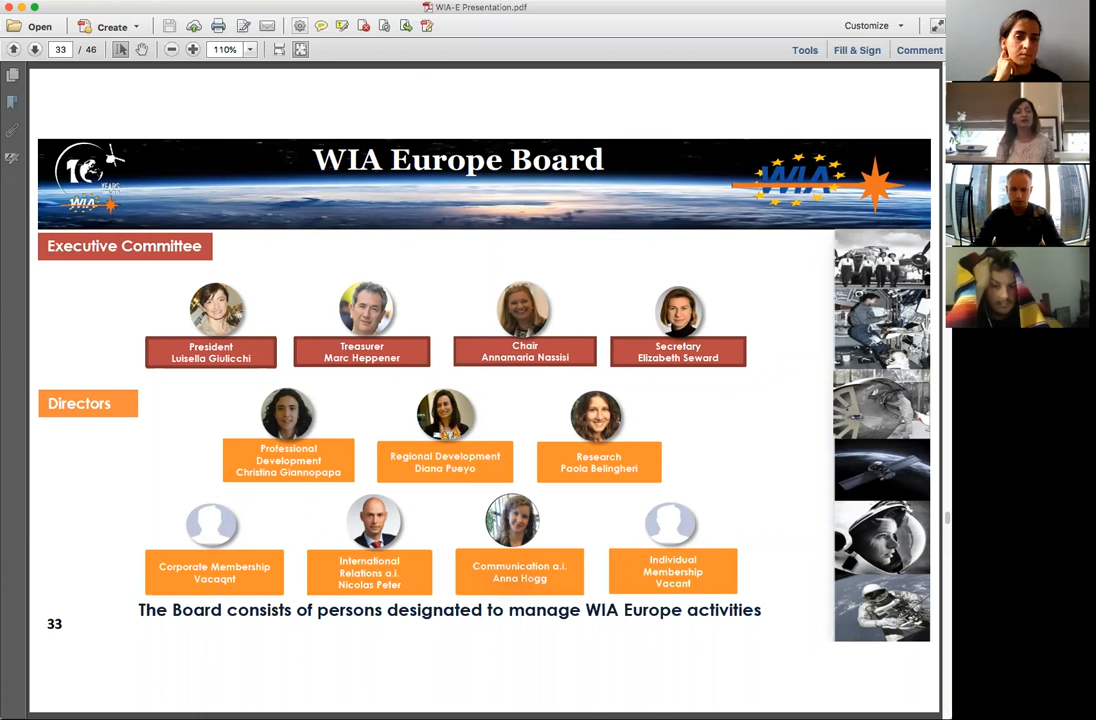 WIA-E Presentation.pdf
Open
Create
Customize
33 / 46
110%
Tools
Fill & Sign
Comment
10
YEARS
WIA
WIA Europe Board
WIA
Executive Committee
President
Luisella Giulicchi
Treasurer
Marc Heppener
Chair
Annamaria Nassisi
Secretary
Elizabeth Seward
Directors
Professional
Development
Christina Giannopapa
Regional Development
Diana Pueyo
Research
Paola Belingheri
Corporate Membership
Vacaqnt
International
Relations a.i.
Nicolas Peter
Communication a.i.
Anna Hogg
Individual
Membership
Vacant
The Board consists of persons designated to manage WIA Europe activities
33